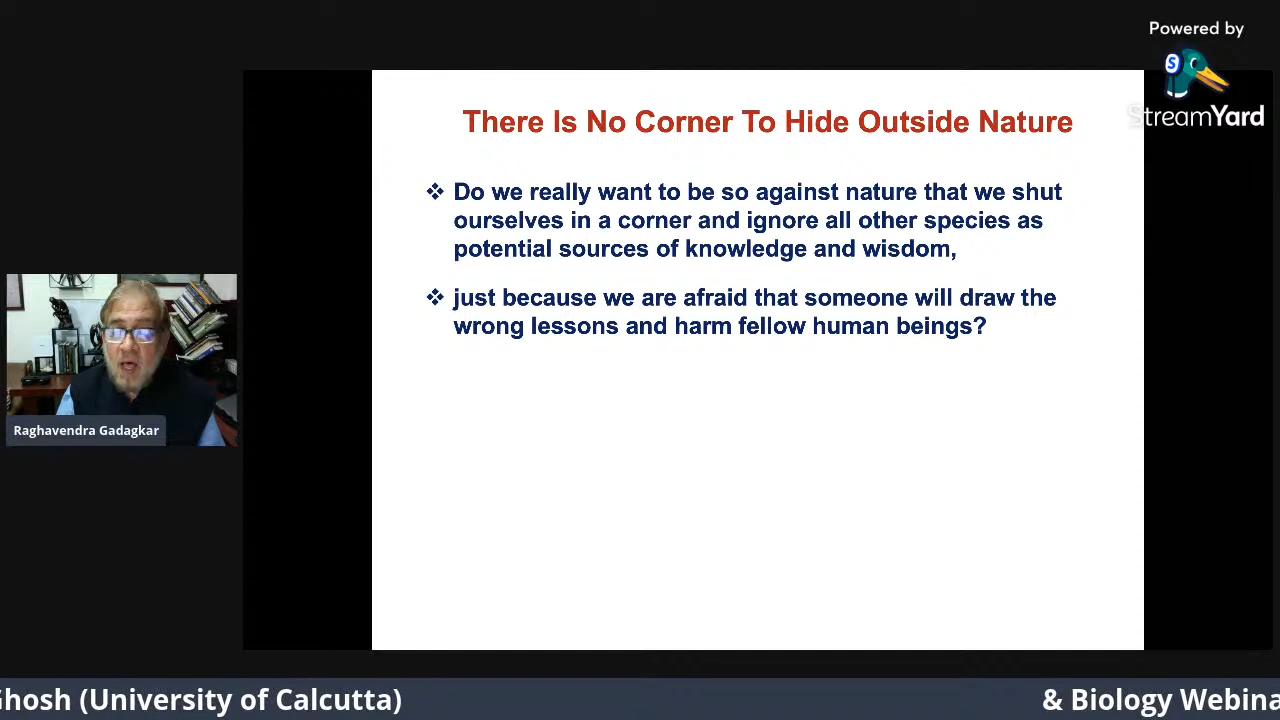 Powered by
StreamYard
There Is No Corner To Hide Outside Nature
❖ Do we really want to be so against nature that we shut
ourselves in a corner and ignore all other species as
potential sources of knowledge and wisdom,
❖ just because we are afraid that someone will draw the
wrong lessons and harm fellow human beings?
Raghavendra Gadagkar
Ghosh (University of Calcutta)
& Biology Webina